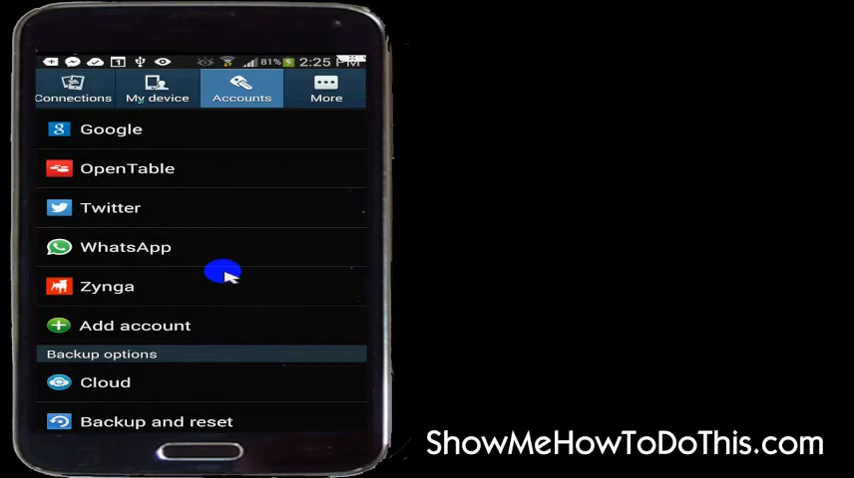 81% 2:25 PM
Connections My device Accounts More
Google
OpenTable
Twitter
WhatsApp
Zynga
Add account
Backup options
Cloud
Backup and reset
ShowMeHowToDoThis.com